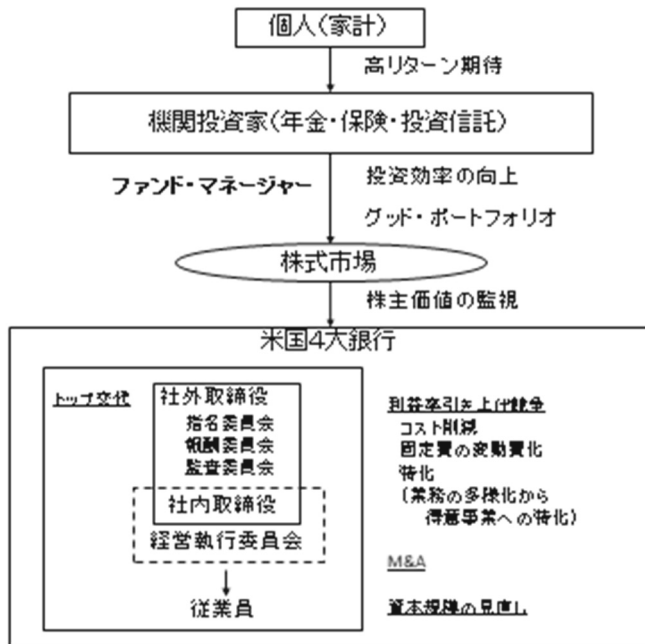 個人(家計)
高リターン期待
機関投資家(年金・保険・投資信託)
ファンド・マネージャー
投資効率の向上
グッド・ポートフォリオ
株式市場
株主価値の監視
米国4大銀行
トップ交代
社外取締役
指名委員会
報酬委員会
監査委員会
社内取締役
経営執行委員会
従業員
利益率引き上げ競争
コスト削減
固定費の変動費化
特化
(業務の多様化から
得意事業への特化)
M&A
資本規模の見直し